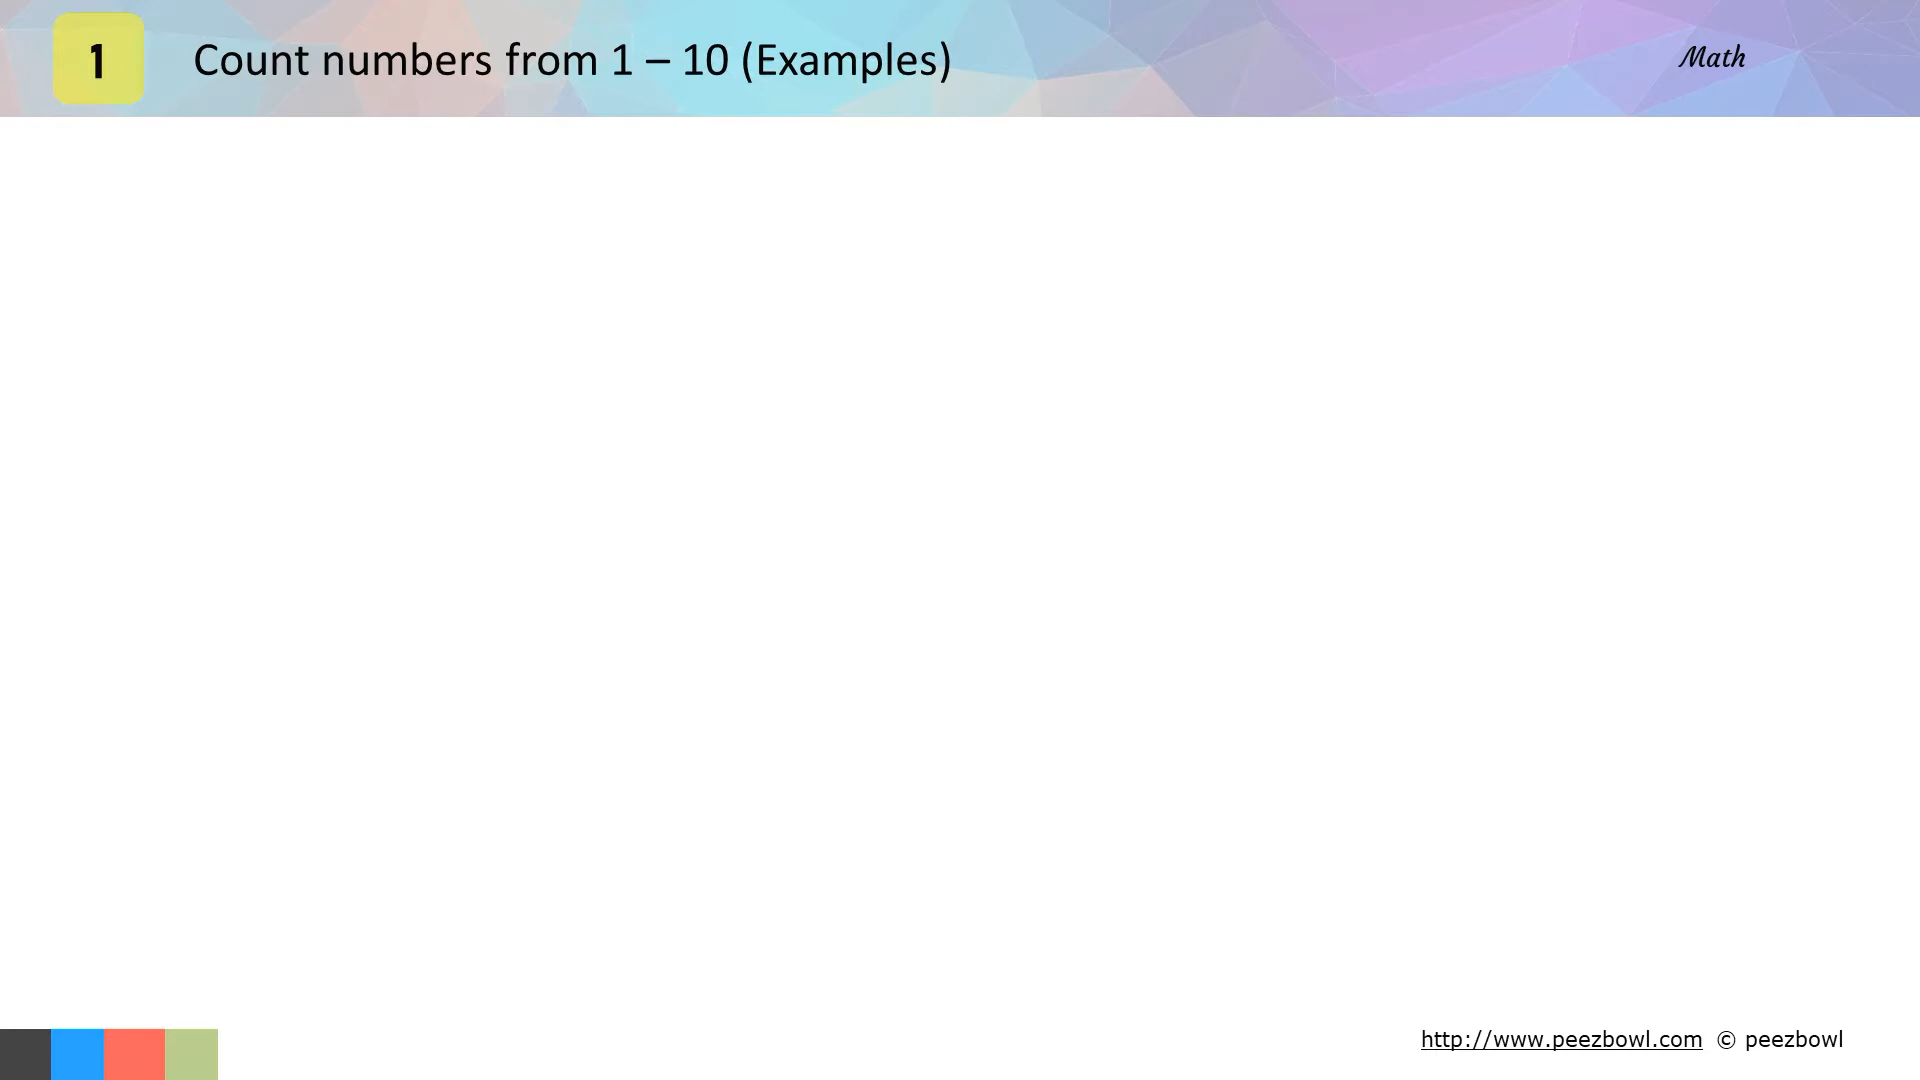 1
Count numbers from 1 – 10 (Examples)
Math
http://www.peezbowl.com © peezbowl